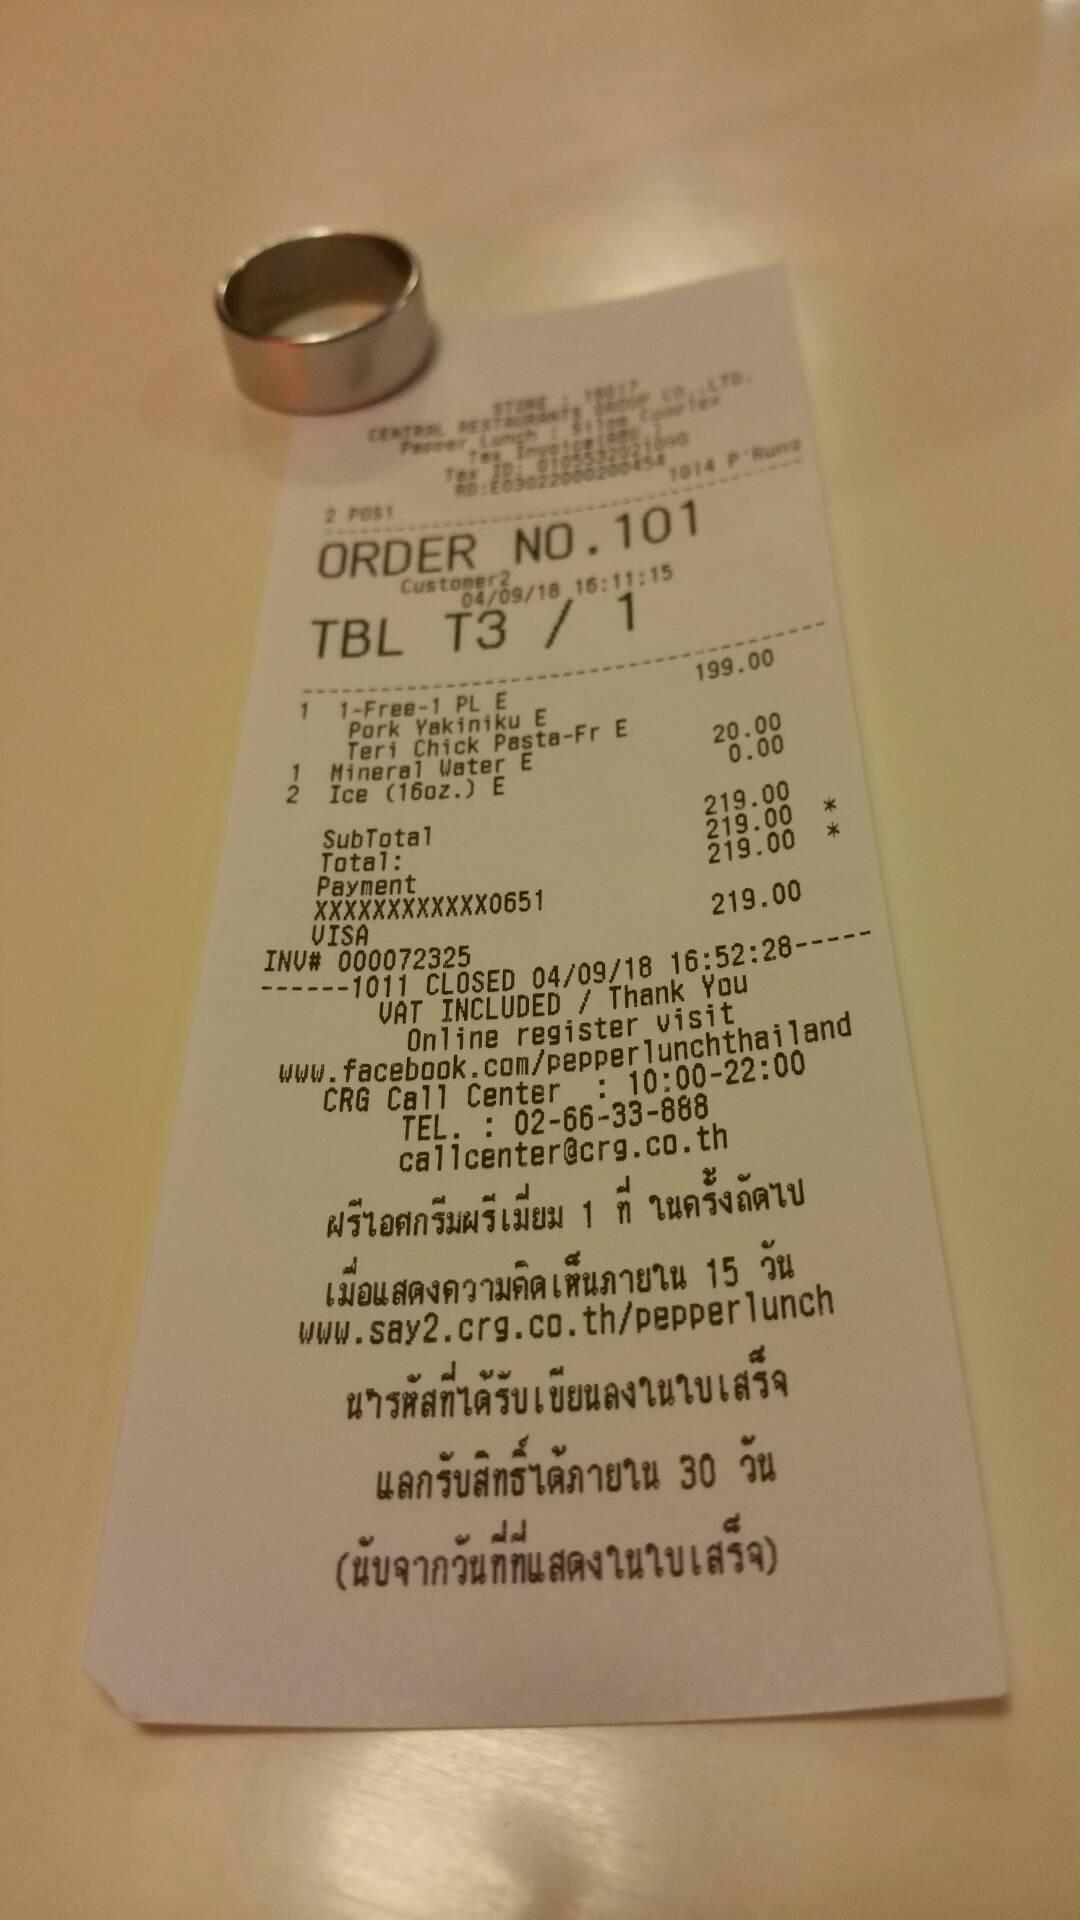 STORE : 18017
CENTRAL RESTAURANTS GROUP CO.,LTD.
Pepper Lunch : Silom Complex
Tax Invoice(ABB.)
Tax ID:
RD:E03022000200454
2 POS1 1014 P'Rung
ORDER NO.101
Customer2
04/09/18 16:11:15
TBL T3 / 1
1 1-Free-1 PL E 199.00
Pork Yakiniku E
Teri Chick Pasta-Fr E
1 Mineral Water E 20.00
2 Ice (16oz.) E 0.00
SubTotal 219.00
Total: 219.00 *
Payment 219.00 *
XXXXXXXXXXXX0651
VISA 219.00
INV# 000072325
------1011 CLOSED 04/09/18 16:52:28-----
VAT INCLUDED / Thank You
Online register visit
www.facebook.com/pepperlunchthailand
CRG Call Center : 10:00-22:00
TEL. : 02-66-33-888
callcenter@crg.co.th
ฝรีไอศกรีมพรีเมี่ยม 1 ที่ ในครั้งถัดไป
เมื่อแสดงความคิดเห็นภายใน 15 วัน
www.say2.crg.co.th/pepperlunch
นำรหัสที่ได้รับเขียนลงในใบเสร็จ
แลกรับสิทธิ์ได้ภายใน 30 วัน
(นับจากวันที่ที่แสดงในใบเสร็จ)